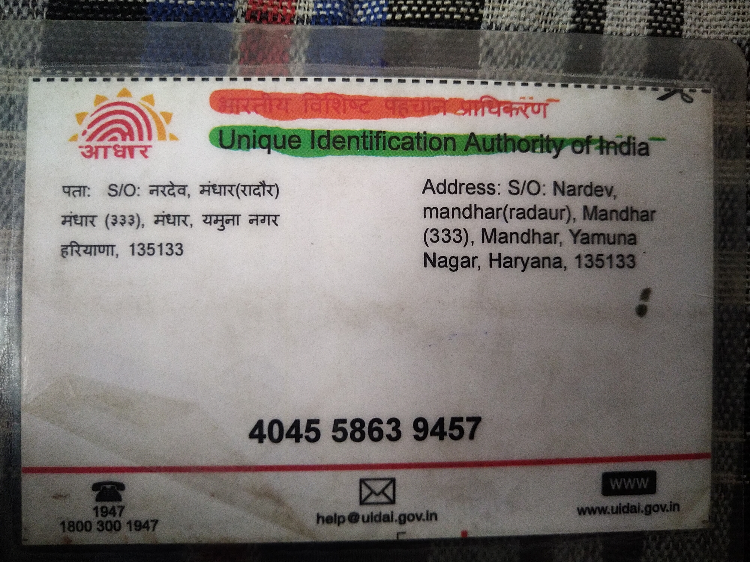 आधार
भारतीय विशिष्ट पहचान प्राधिकरण
Unique Identification Authority of India
पता: S/O: नरदेव, मंधार(रादौर)
मंधार (३३३), मंधार, यमुना नगर
हरियाणा, 135133
Address: S/O: Nardev,
mandhar(radaur), Mandhar
(333), Mandhar, Yamuna
Nagar, Haryana, 135133
4045 5863 9457
1947
1800 300 1947
help@uidai.gov.in
www
www.uidai.gov.in